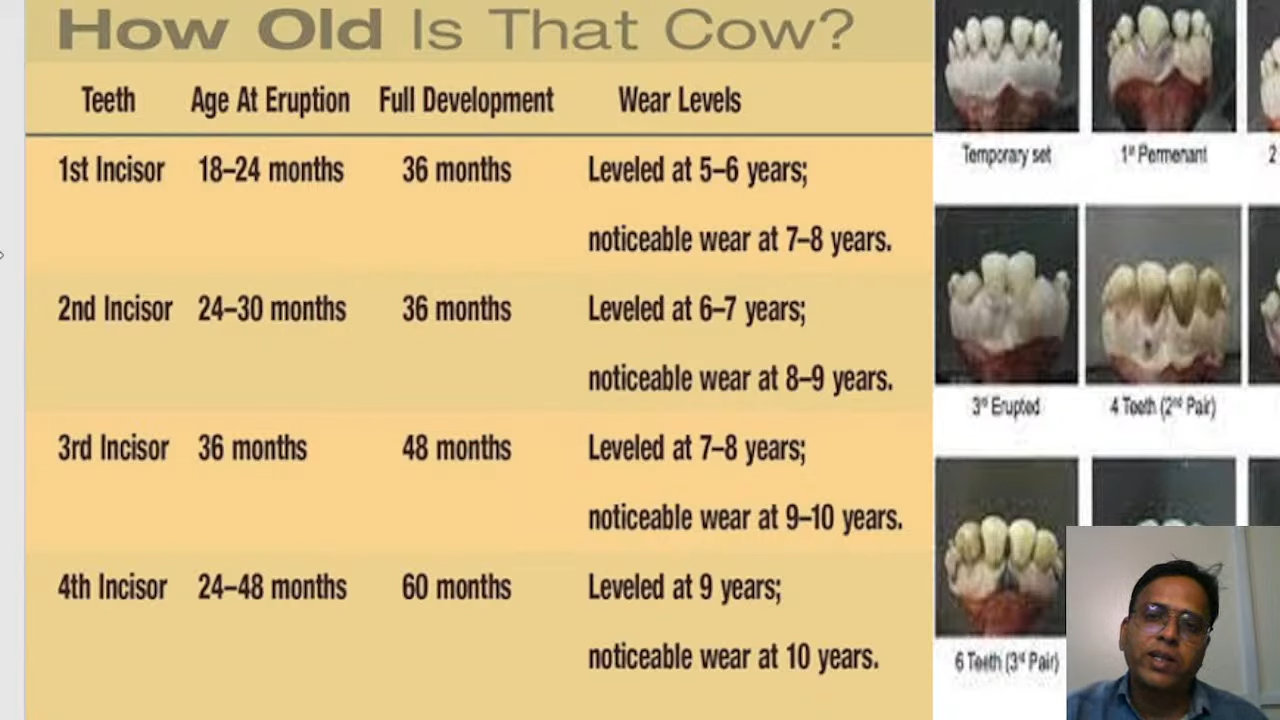 How Old Is That Cow?
Teeth Age At Eruption Full Development Wear Levels
1st Incisor 18–24 months 36 months Leveled at 5–6 years;
noticeable wear at 7–8 years.
2nd Incisor 24–30 months 36 months Leveled at 6–7 years;
noticeable wear at 8–9 years.
3rd Incisor 36 months 48 months Leveled at 7–8 years;
noticeable wear at 9–10 years.
4th Incisor 24–48 months 60 months Leveled at 9 years;
noticeable wear at 10 years.
Temporary set 1st Permenant 2
3rd Erupted 4 Teeth (2nd Pair)
6 Teeth (3rd Pair)